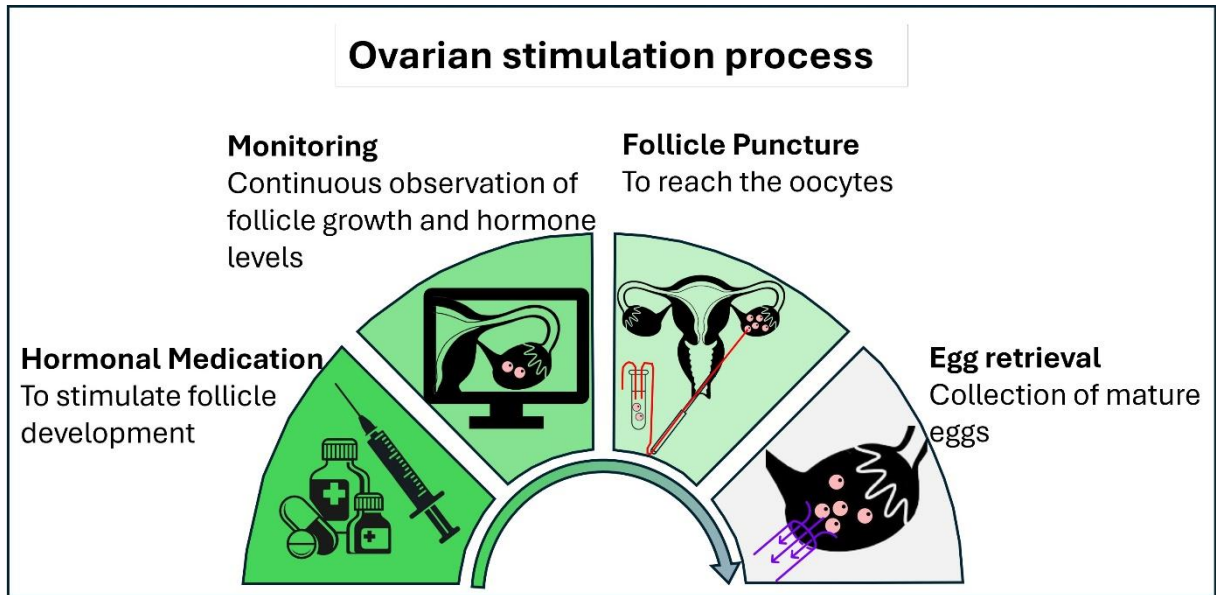 Ovarian stimulation process
Monitoring
Continuous observation of
follicle growth and hormone
levels
Follicle Puncture
To reach the oocytes
Hormonal Medication
To stimulate follicle
development
Egg retrieval
Collection of mature
eggs